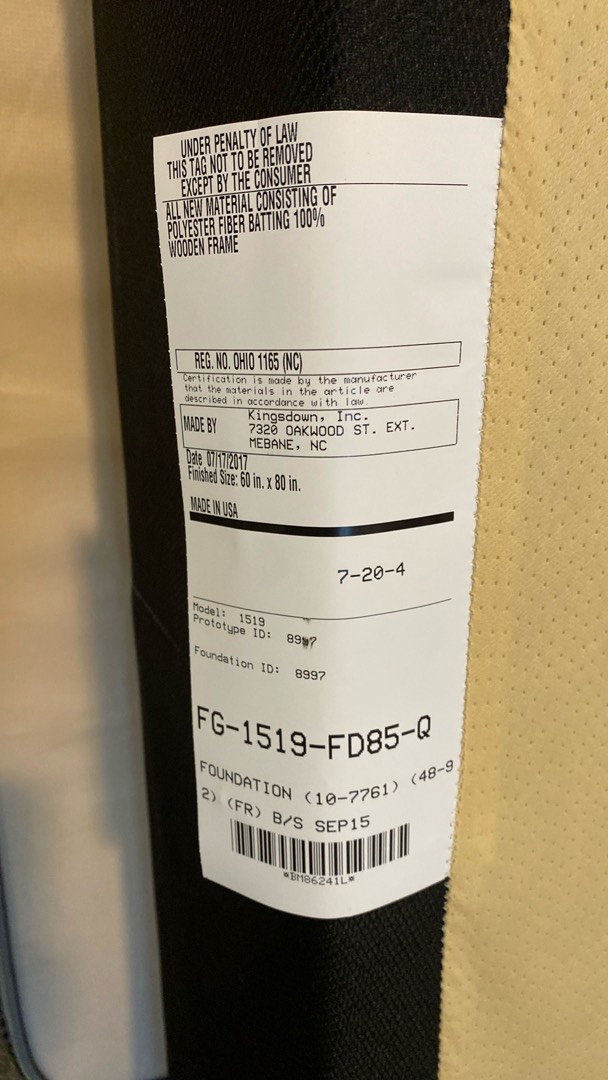 UNDER PENALTY OF LAW
THIS TAG NOT TO BE REMOVED
EXCEPT BY THE CONSUMER
ALL NEW MATERIAL CONSISTING OF
POLYESTER FIBER BATTING 100%
WOODEN FRAME
REG. NO. OHIO 1165 (NC)
Certification is made by the manufacturer
that the materials in the article are
described in accordance with law.
MADE BY
Kingsdown, Inc.
7320 OAKWOOD ST. EXT.
MEBANE, NC
Date 07/17/2017
Finished Size: 60 in. x 80 in.
MADE IN USA
7-20-4
Model: 1519
Prototype ID: 8997
Foundation ID: 8997
FG-1519-FD85-Q
FOUNDATION (10-7761) (48-9
2) (FR) B/S SEP15
*BM86241L*